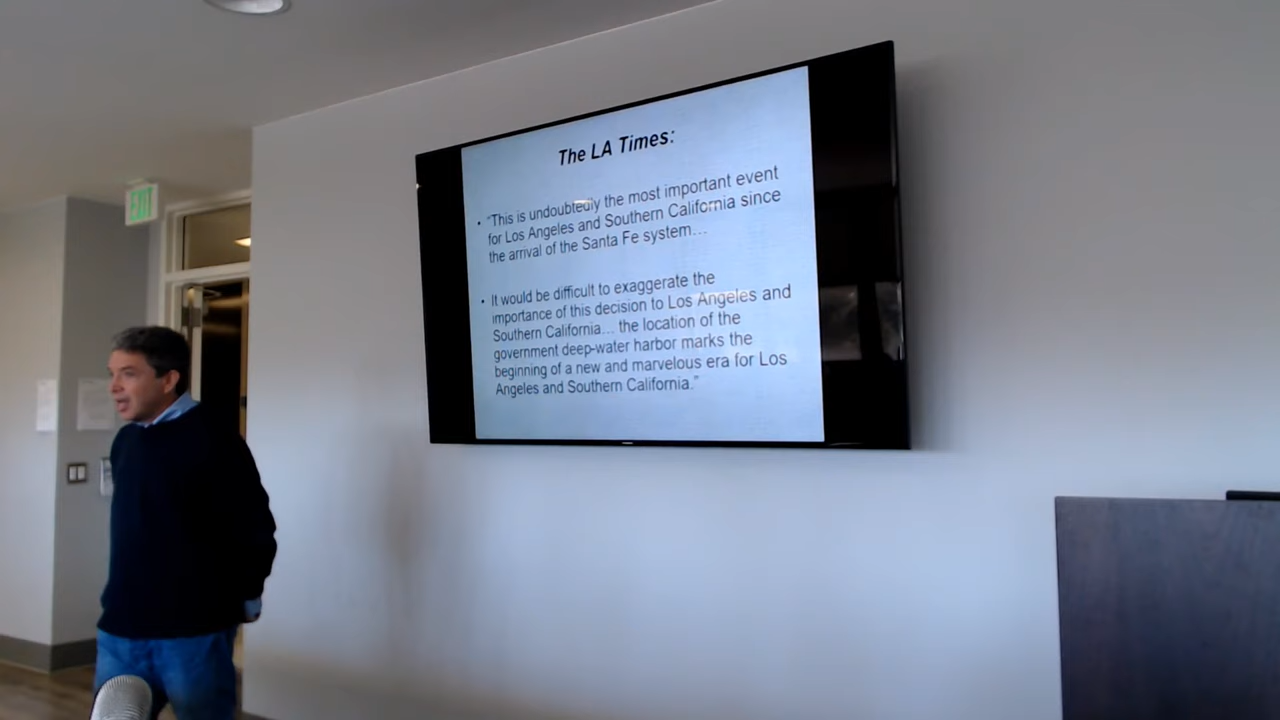 EXIT
The LA Times:
• "This is undoubtedly the most important event
for Los Angeles and Southern California since
the arrival of the Santa Fe system…
• It would be difficult to exaggerate the
importance of this decision to Los Angeles and
Southern California… the location of the
government deep-water harbor marks the
beginning of a new and marvelous era for Los
Angeles and Southern California."